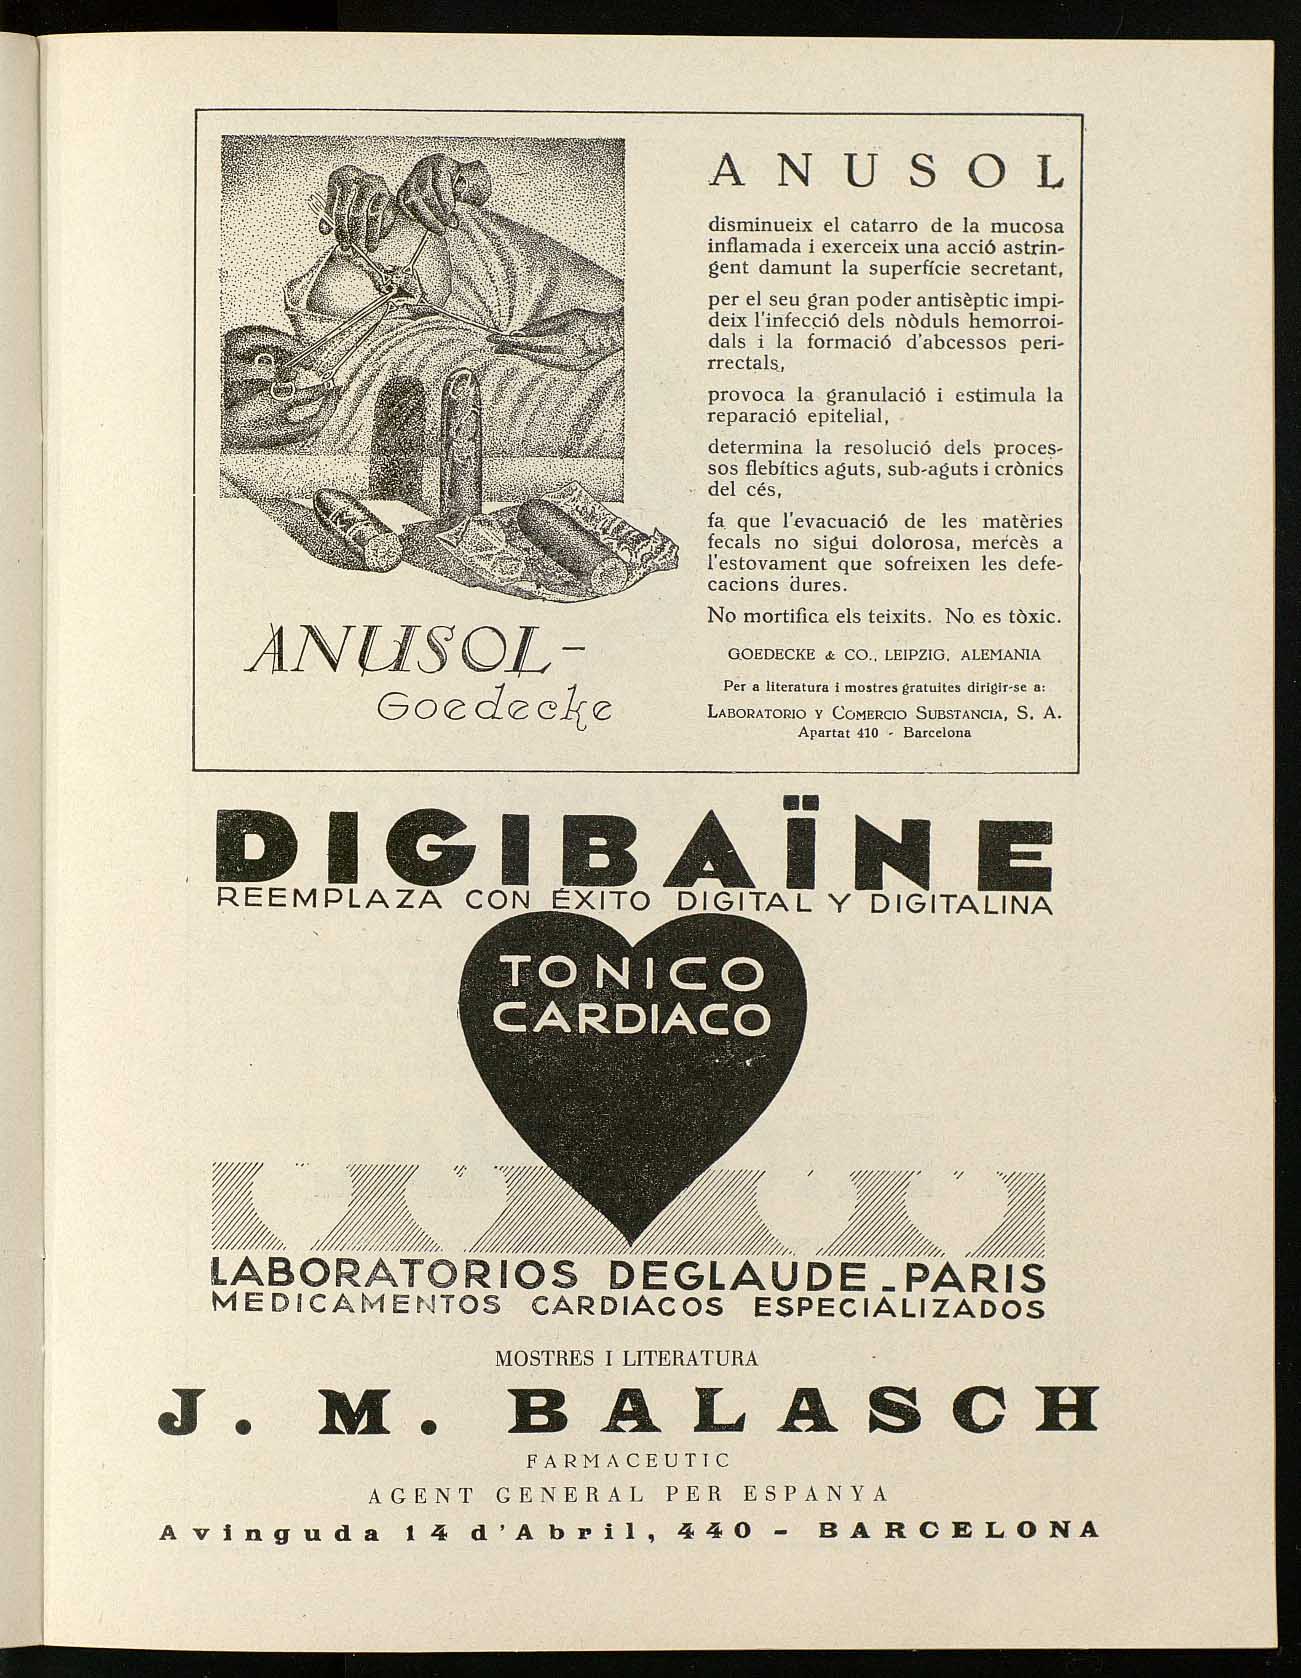 ANUSOL
disminueix el catarro de la mucosa
inflamada i exerceix una acció astrin-
gent damunt la superfície secretant,
per el seu gran poder antisèptic impi-
deix l'infecció dels nòduls hemorroi-
dals i la formació d'abcessos peri-
rrectals,
provoca la granulació i estimula la
reparació epitelial,
determina la resolució dels proces-
sos flebítics aguts, sub-aguts i crònics
del cés,
fa que l'evacuació de les matèries
fecals no sigui dolorosa, mercès a
l'estovament que sofreixen les defe-
cacions dures.
No mortifica els teixits. No es tòxic.
GOEDECKE & CO., LEIPZIG, ALEMANIA
Per a literatura i mostres gratuites dirigir-se a:
LABORATORIO Y COMERCIO SUBSTANCIA, S. A.
Apartat 410 - Barcelona
ANUSOL-
Goedecke
DIGIBAÏNE
REEMPLAZA CON ÉXITO DIGITAL Y DIGITALINA
TONICO
CARDIACO
LABORATORIOS DEGLAUDE - PARIS
MEDICAMENTOS CARDIACOS ESPECIALIZADOS
MOSTRES I LITERATURA
J. M. BALASCH
FARMACEUTIC
AGENT GENERAL PER ESPANYA
Avinguda 14 d'Abril, 440 - BARCELONA